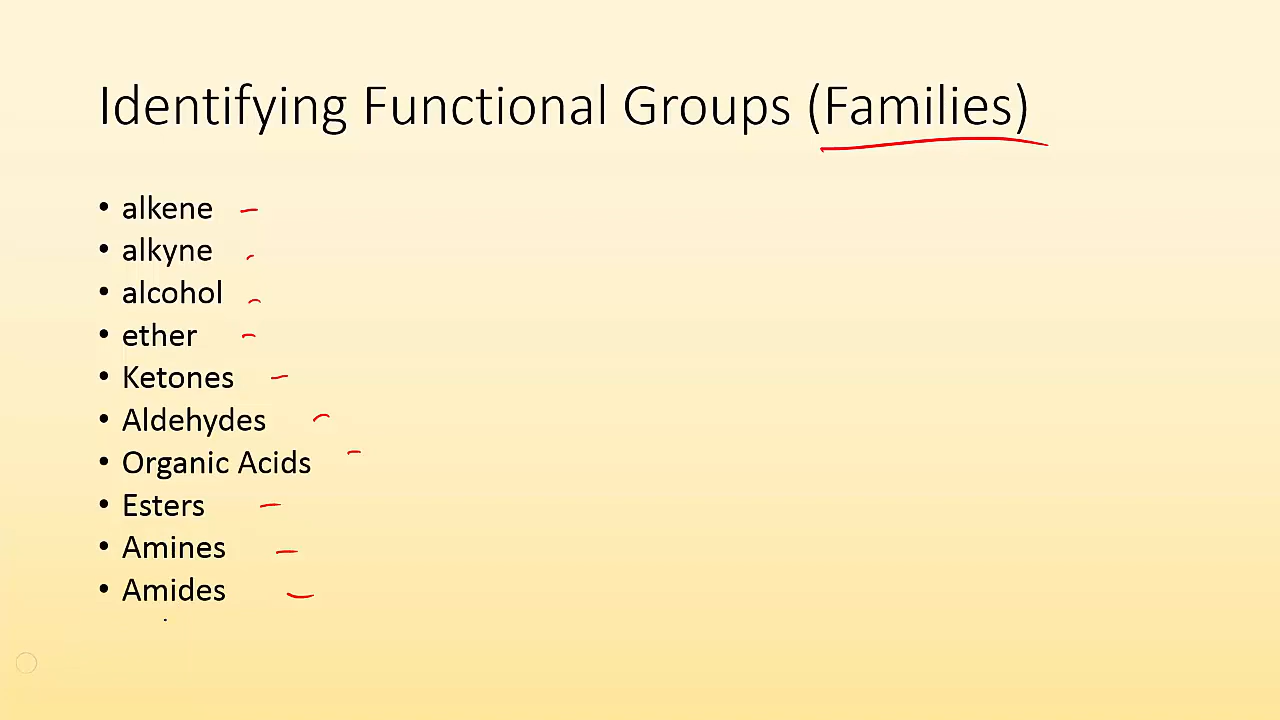 Identifying Functional Groups (Families)
• alkene
• alkyne
• alcohol
• ether
• Ketones
• Aldehydes
• Organic Acids
• Esters
• Amines
• Amides